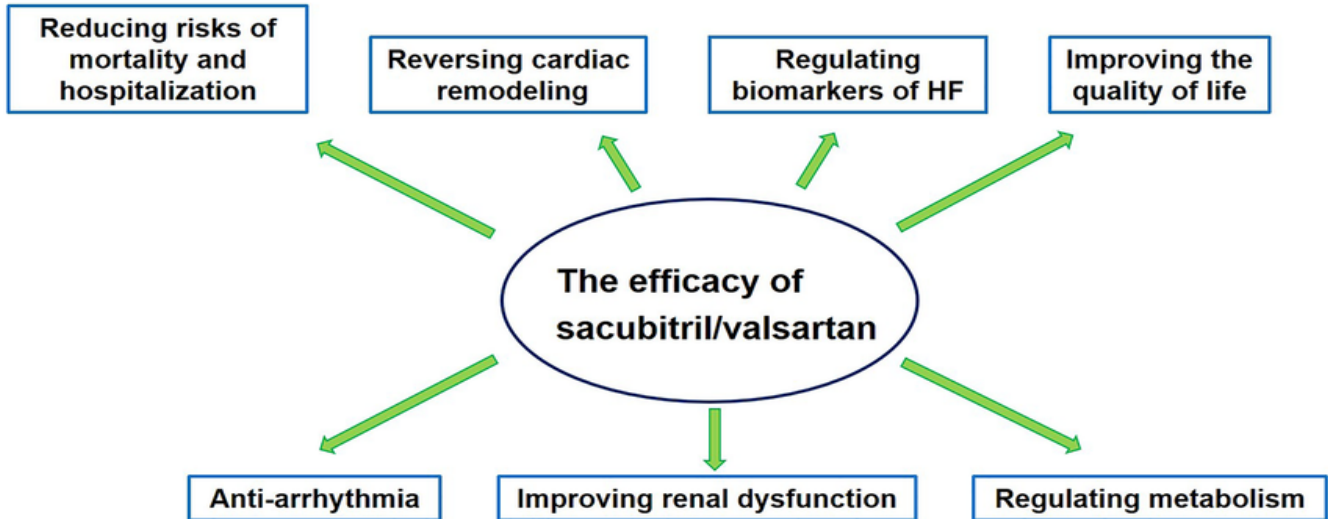 Reducing risks of
mortality and
hospitalization
Reversing cardiac
remodeling
Regulating
biomarkers of HF
Improving the
quality of life
The efficacy of
sacubitril/valsartan
Anti-arrhythmia
Improving renal dysfunction
Regulating metabolism